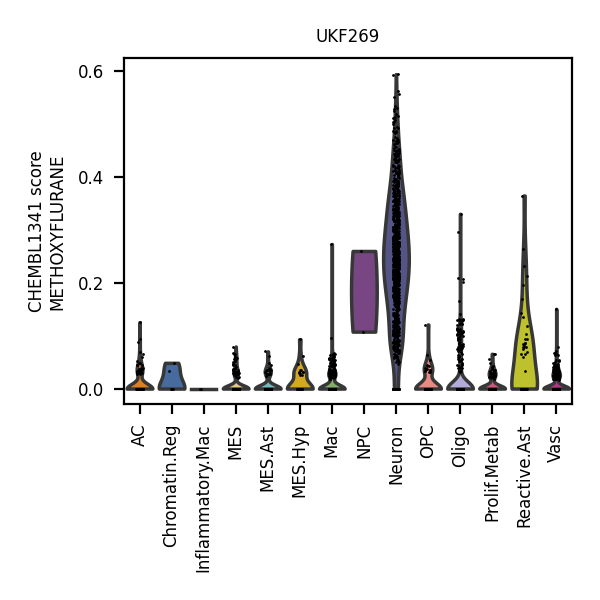 UKF269
CHEMBL1341 score
METHOXYFLURANE
0.6
0.4
0.2
0.0
AC
Chromatin.Reg
Inflammatory.Mac
MES
MES.Ast
MES.Hyp
Mac
NPC
Neuron
OPC
Oligo
Prolif.Metab
Reactive.Ast
Vasc